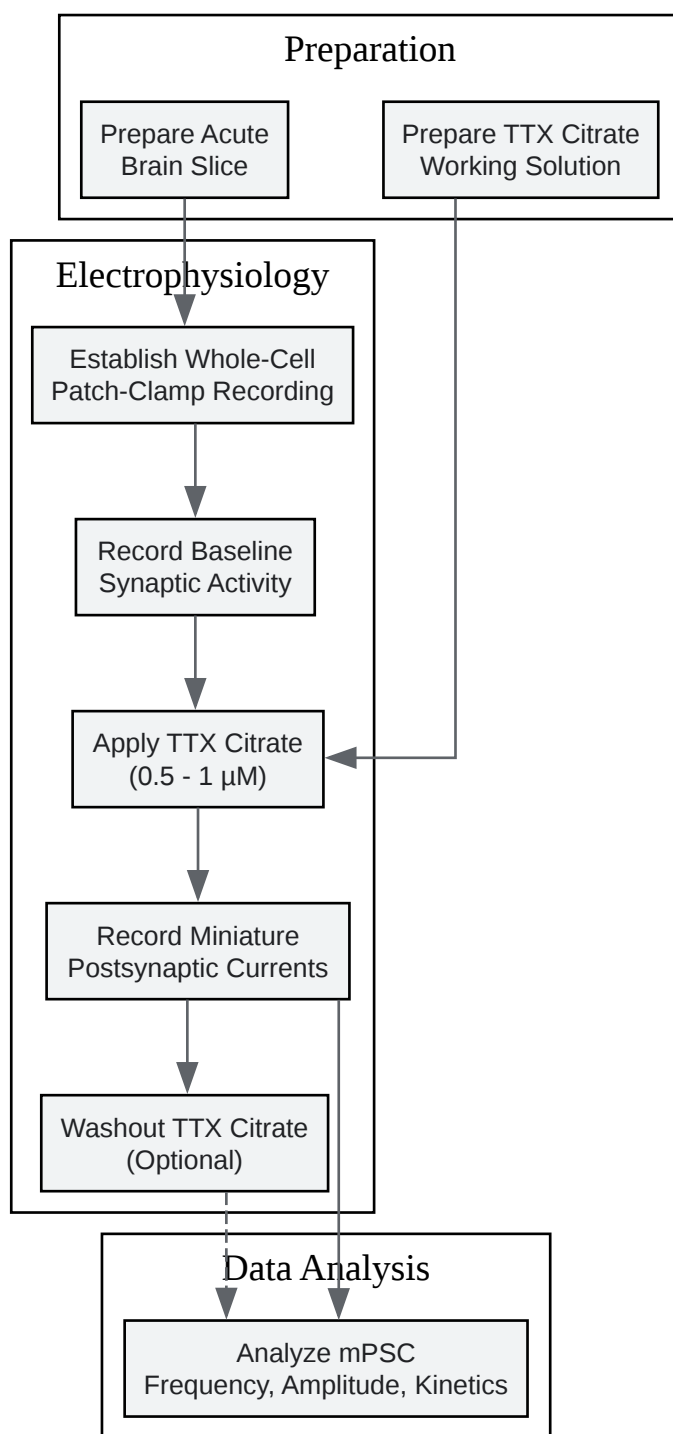 Preparation
Prepare Acute
Brain Slice
Prepare TTX Citrate
Working Solution
Electrophysiology
Establish Whole-Cell
Patch-Clamp Recording
Record Baseline
Synaptic Activity
Apply TTX Citrate
(0.5 - 1 µM)
Record Miniature
Postsynaptic Currents
Washout TTX Citrate
(Optional)
Data Analysis
Analyze mPSC
Frequency, Amplitude, Kinetics